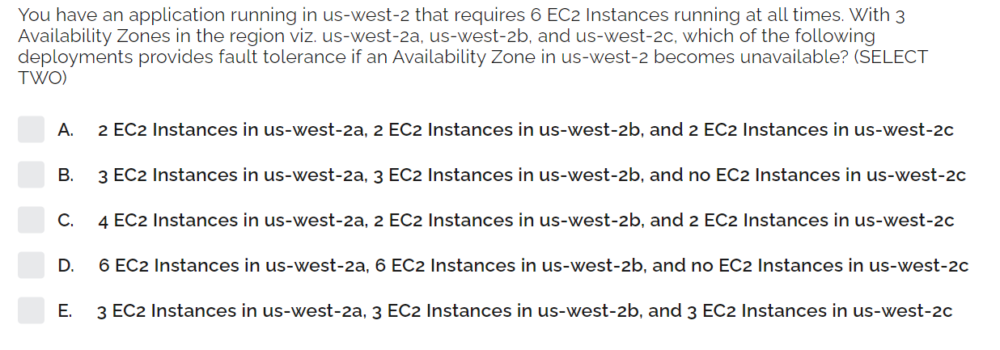 You have an application running in us-west-2 that requires 6 EC2 Instances running at all times. With 3
Availability Zones in the region viz. us-west-2a, us-west-2b, and us-west-2c, which of the following
deployments provides fault tolerance if an Availability Zone in us-west-2 becomes unavailable? (SELECT
TWO)
A. 2 EC2 Instances in us-west-2a, 2 EC2 Instances in us-west-2b, and 2 EC2 Instances in us-west-2c
B. 3 EC2 Instances in us-west-2a, 3 EC2 Instances in us-west-2b, and no EC2 Instances in us-west-2c
C. 4 EC2 Instances in us-west-2a, 2 EC2 Instances in us-west-2b, and 2 EC2 Instances in us-west-2c
D. 6 EC2 Instances in us-west-2a, 6 EC2 Instances in us-west-2b, and no EC2 Instances in us-west-2c
E. 3 EC2 Instances in us-west-2a, 3 EC2 Instances in us-west-2b, and 3 EC2 Instances in us-west-2c